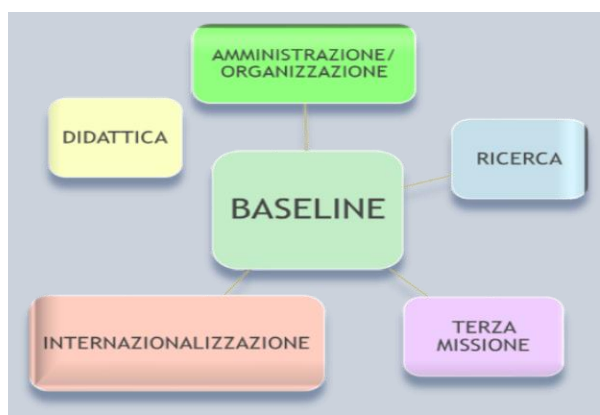 AMMINISTRAZIONE/
ORGANIZZAZIONE
DIDATTICA
RICERCA
BASELINE
INTERNAZIONALIZZAZIONE
TERZA
MISSIONE